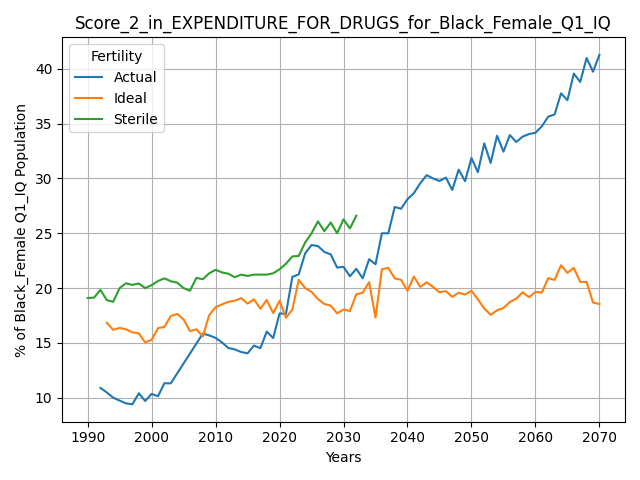 Score_2_in_EXPENDITURE_FOR_DRUGS_for_Black_Female_Q1_IQ
Fertility
Actual
Ideal
Sterile
% of Black_Female Q1_IQ Population
40
35
30
25
20
15
10
1990 2000 2010 2020 2030 2040 2050 2060 2070
Years